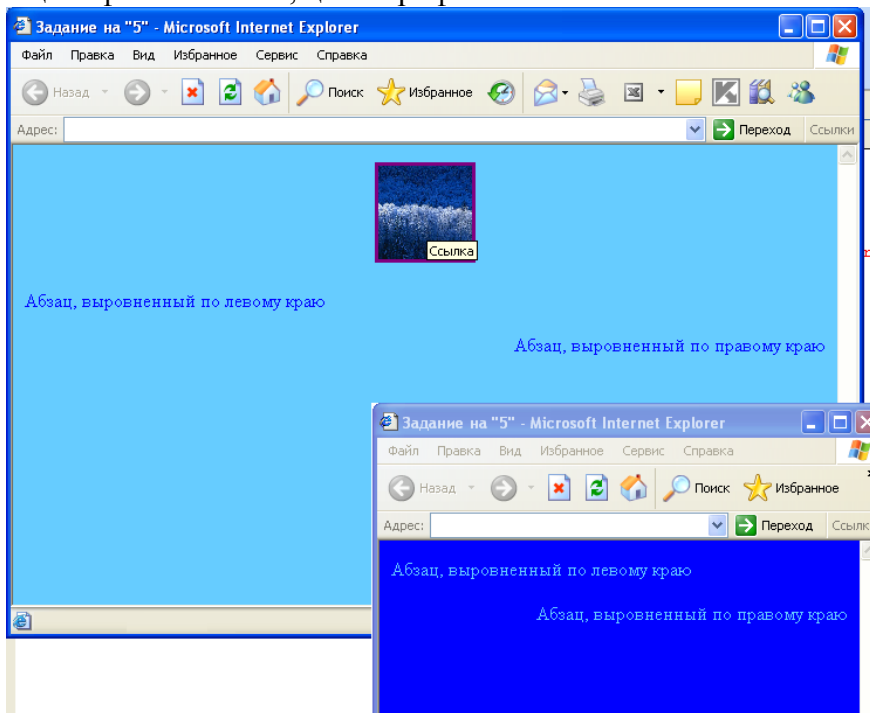 Задание на "5" - Microsoft Internet Explorer
Файл Правка Вид Избранное Сервис Справка
Назад Поиск Избранное
Адрес: Переход Ссылки
Ссылка
Абзац, выровненный по левому краю
Абзац, выровненный по правому краю
Задание на "5" - Microsoft Internet Explorer
Файл Правка Вид Избранное Сервис Справка
Назад Поиск Избранное
Адрес: Переход
Абзац, выровненный по левому краю
Абзац, выровненный по правому краю